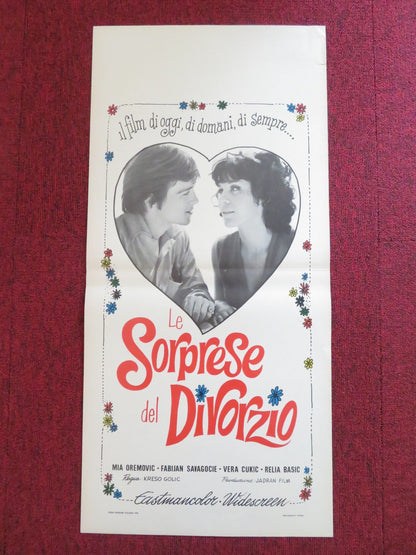 il film di oggi, di domani, di sempre...
Le
Sorprese
del Divorzio
MIA OREMOVIC - FABIJAN SAVAGOCIE - VERA CUKIC - RELIA BASIC
Regia KRESO GOLIC Produzione JADRAN FILM
Eastmancolor - Widescreen